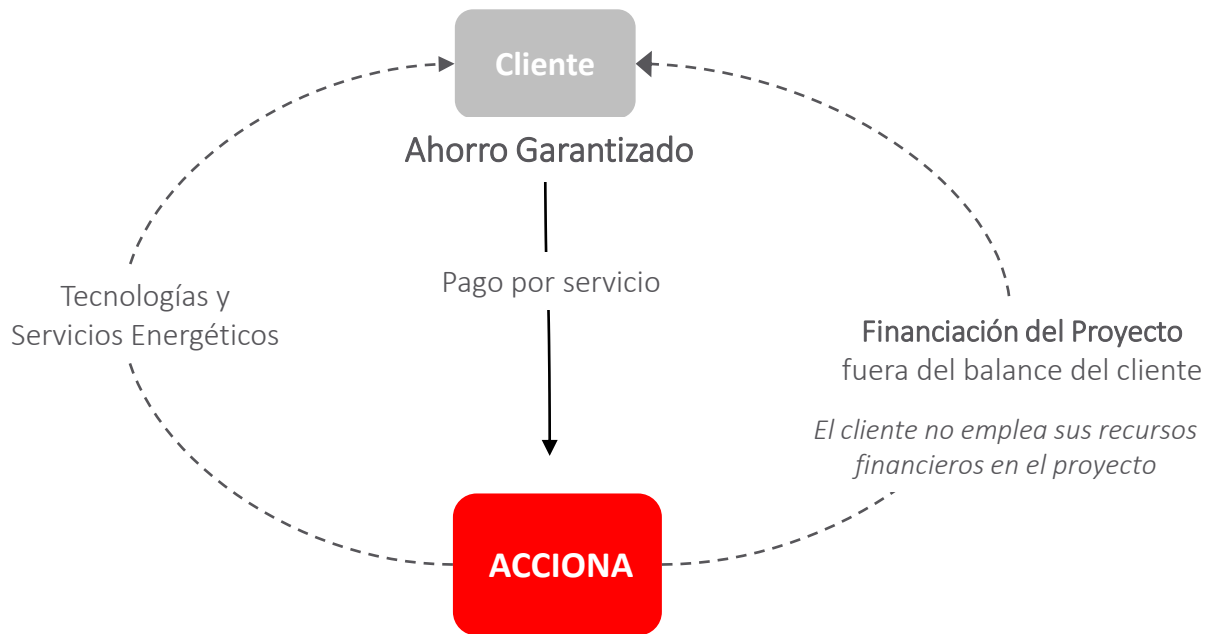 Cliente
Ahorro Garantizado
Pago por servicio
Tecnologías y
Servicios Energéticos
Financiación del Proyecto
fuera del balance del cliente
El cliente no emplea sus recursos
financieros en el proyecto
ACCIONA